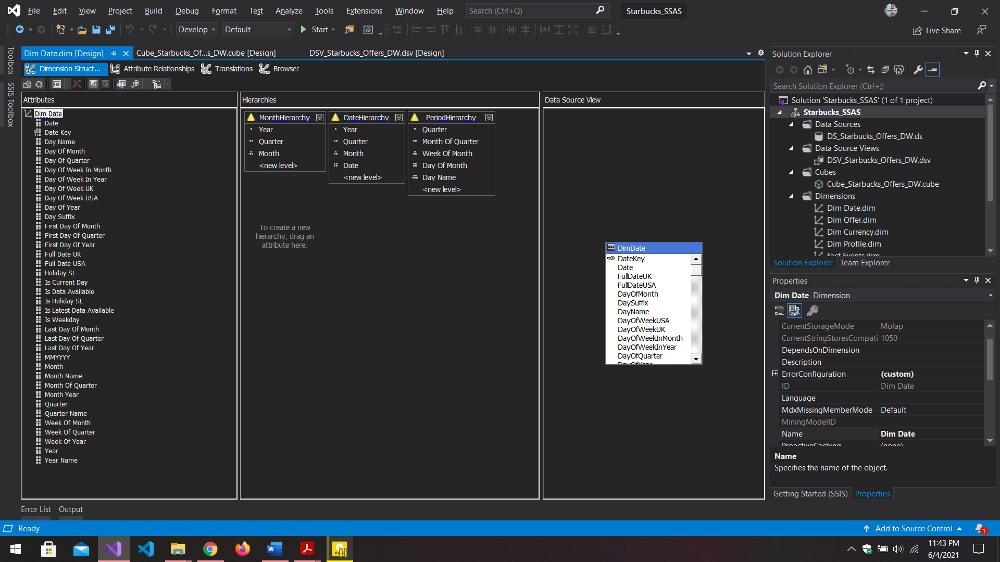 File Edit View Project Build Debug Format Test Analyze Tools Extensions Window Help Search (Ctrl+Q) Starbucks_SSAS
Develop Default Start Live Share
Toolbox
SSIS Toolbox
Dim Date.dim [Design] Cube_Starbucks_Of...s_DW.cube [Design] DSV_Starbucks_Offers_DW.dsv [Design]
Dimension Struct... Attribute Relationships Translations Browser
Attributes
Dim Date
Date
Date Key
Day Name
Day Of Month
Day Of Quarter
Day Of Week In Month
Day Of Week In Year
Day Of Week UK
Day Of Week USA
Day Of Year
Day Suffix
First Day Of Month
First Day Of Quarter
First Day Of Year
Full Date UK
Full Date USA
Holiday SL
Is Current Day
Is Data Available
Is Holiday SL
Is Latest Data Available
Is Weekday
Last Day Of Month
Last Day Of Quarter
Last Day Of Year
MMYYYY
Month
Month Name
Month Of Quarter
Month Year
Quarter
Quarter Name
Week Of Month
Week Of Quarter
Week Of Year
Year
Year Name
Hierarchies
MonthHierarchy
Year
Quarter
Month
<new level>
DateHierarchy
Year
Quarter
Month
Date
<new level>
PeriodHierarchy
Quarter
Month Of Quarter
Week Of Month
Day Of Month
Day Name
<new level>
To create a new
hierarchy, drag an
attribute here.
Data Source View
DimDate
DateKey
Date
FullDateUK
FullDateUSA
DayOfMonth
DaySuffix
DayName
DayOfWeekUSA
DayOfWeekUK
DayOfWeekInMonth
DayOfWeekInYear
DayOfQuarter
DayOfYear
Solution Explorer
Search Solution Explorer (Ctrl+;)
Solution 'Starbucks_SSAS' (1 of 1 project)
Starbucks_SSAS
Data Sources
DS_Starbucks_Offers_DW.ds
Data Source Views
DSV_Starbucks_Offers_DW.dsv
Cubes
Cube_Starbucks_Offers_DW.cube
Dimensions
Dim Date.dim
Dim Offer.dim
Dim Currency.dim
Dim Profile.dim
Fact Events.dim
Solution Explorer Team Explorer
Properties
Dim Date Dimension
CurrentStorageMode Molap
CurrentStringStoresCompati 1050
DependsOnDimension
Description
ErrorConfiguration (custom)
ID Dim Date
Language
MdxMissingMemberMode Default
MiningModelID
Name Dim Date
ProactiveCaching (none)
Name
Specifies the name of the object.
Getting Started (SSIS) Properties
Error List Output
Ready Add to Source Control 1
11:43 PM
6/4/2021